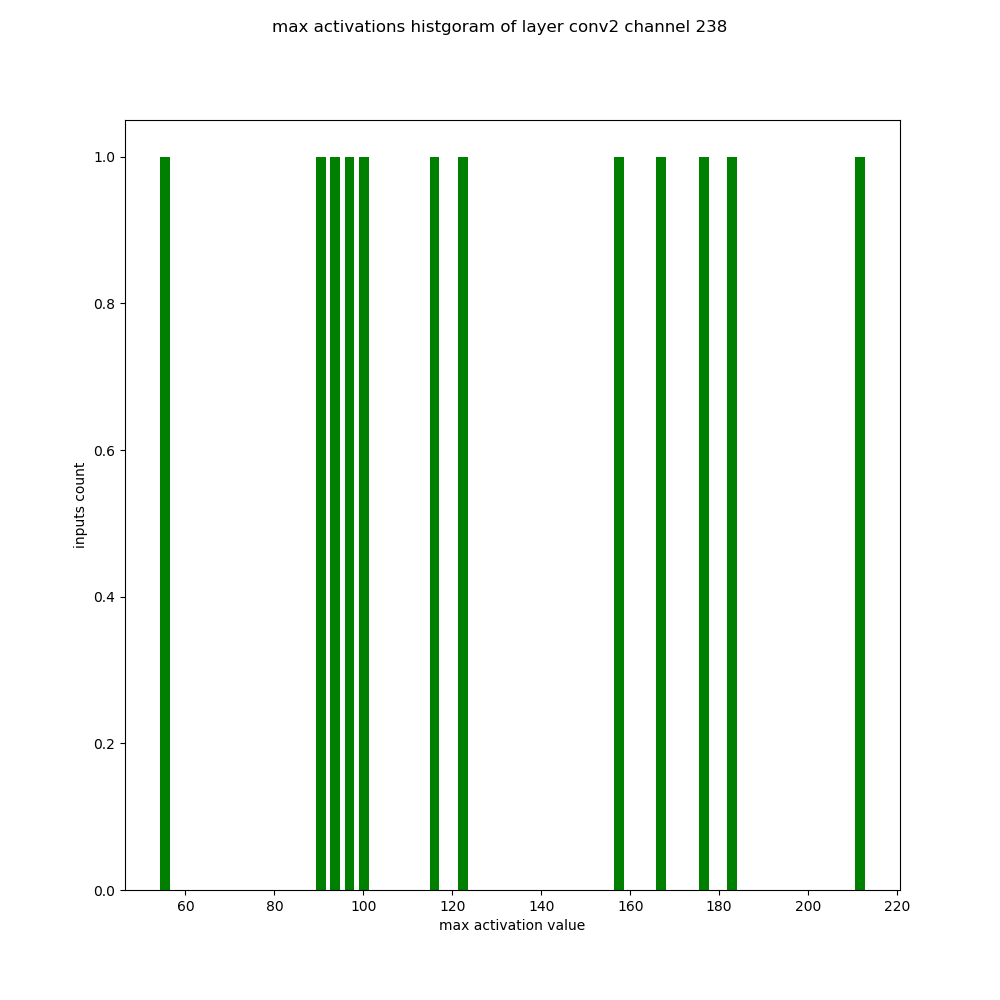 max activations histgoram of layer conv2 channel 238
1.0
0.8
0.6
0.4
0.2
0.0
inputs count
60 80 100 120 140 160 180 200 220
max activation value